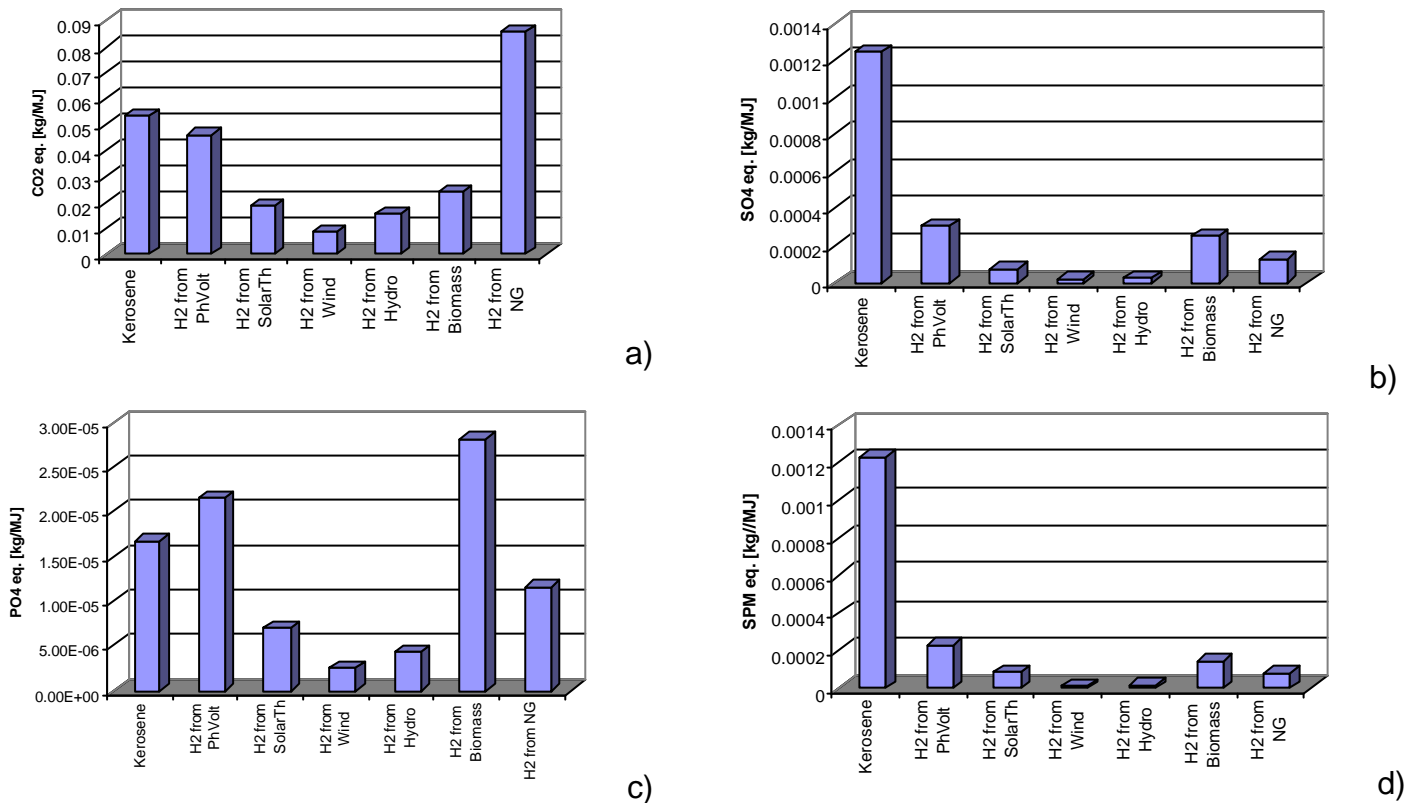 0.09
0.08
0.07
0.06
0.05
0.04
0.03
0.02
0.01
0
CO2 eq. [kg/MJ]
Kerosene
H2 from
PhVolt
H2 from
SolarTh
H2 from
Wind
H2 from
Hydro
H2 from
Biomass
H2 from
NG
a)
0.0014
0.0012
0.001
0.0008
0.0006
0.0004
0.0002
0
SO4 eq. [kg/MJ]
Kerosene
H2 from
PhVolt
H2 from
SolarTh
H2 from
Wind
H2 from
Hydro
H2 from
Biomass
H2 from
NG
b)
3.00E-05
2.50E-05
2.00E-05
1.50E-05
1.00E-05
5.00E-06
0.00E+00
PO4 eq. [kg/MJ]
Kerosene
H2 from
PhVolt
H2 from
SolarTh
H2 from
Wind
H2 from
Hydro
H2 from
Biomass
H2 from NG
c)
0.0014
0.0012
0.001
0.0008
0.0006
0.0004
0.0002
0
SPM eq. [kg//MJ]
Kerosene
H2 from
PhVolt
H2 from
SolarTh
H2 from
Wind
H2 from
Hydro
H2 from
Biomass
H2 from
NG
d)